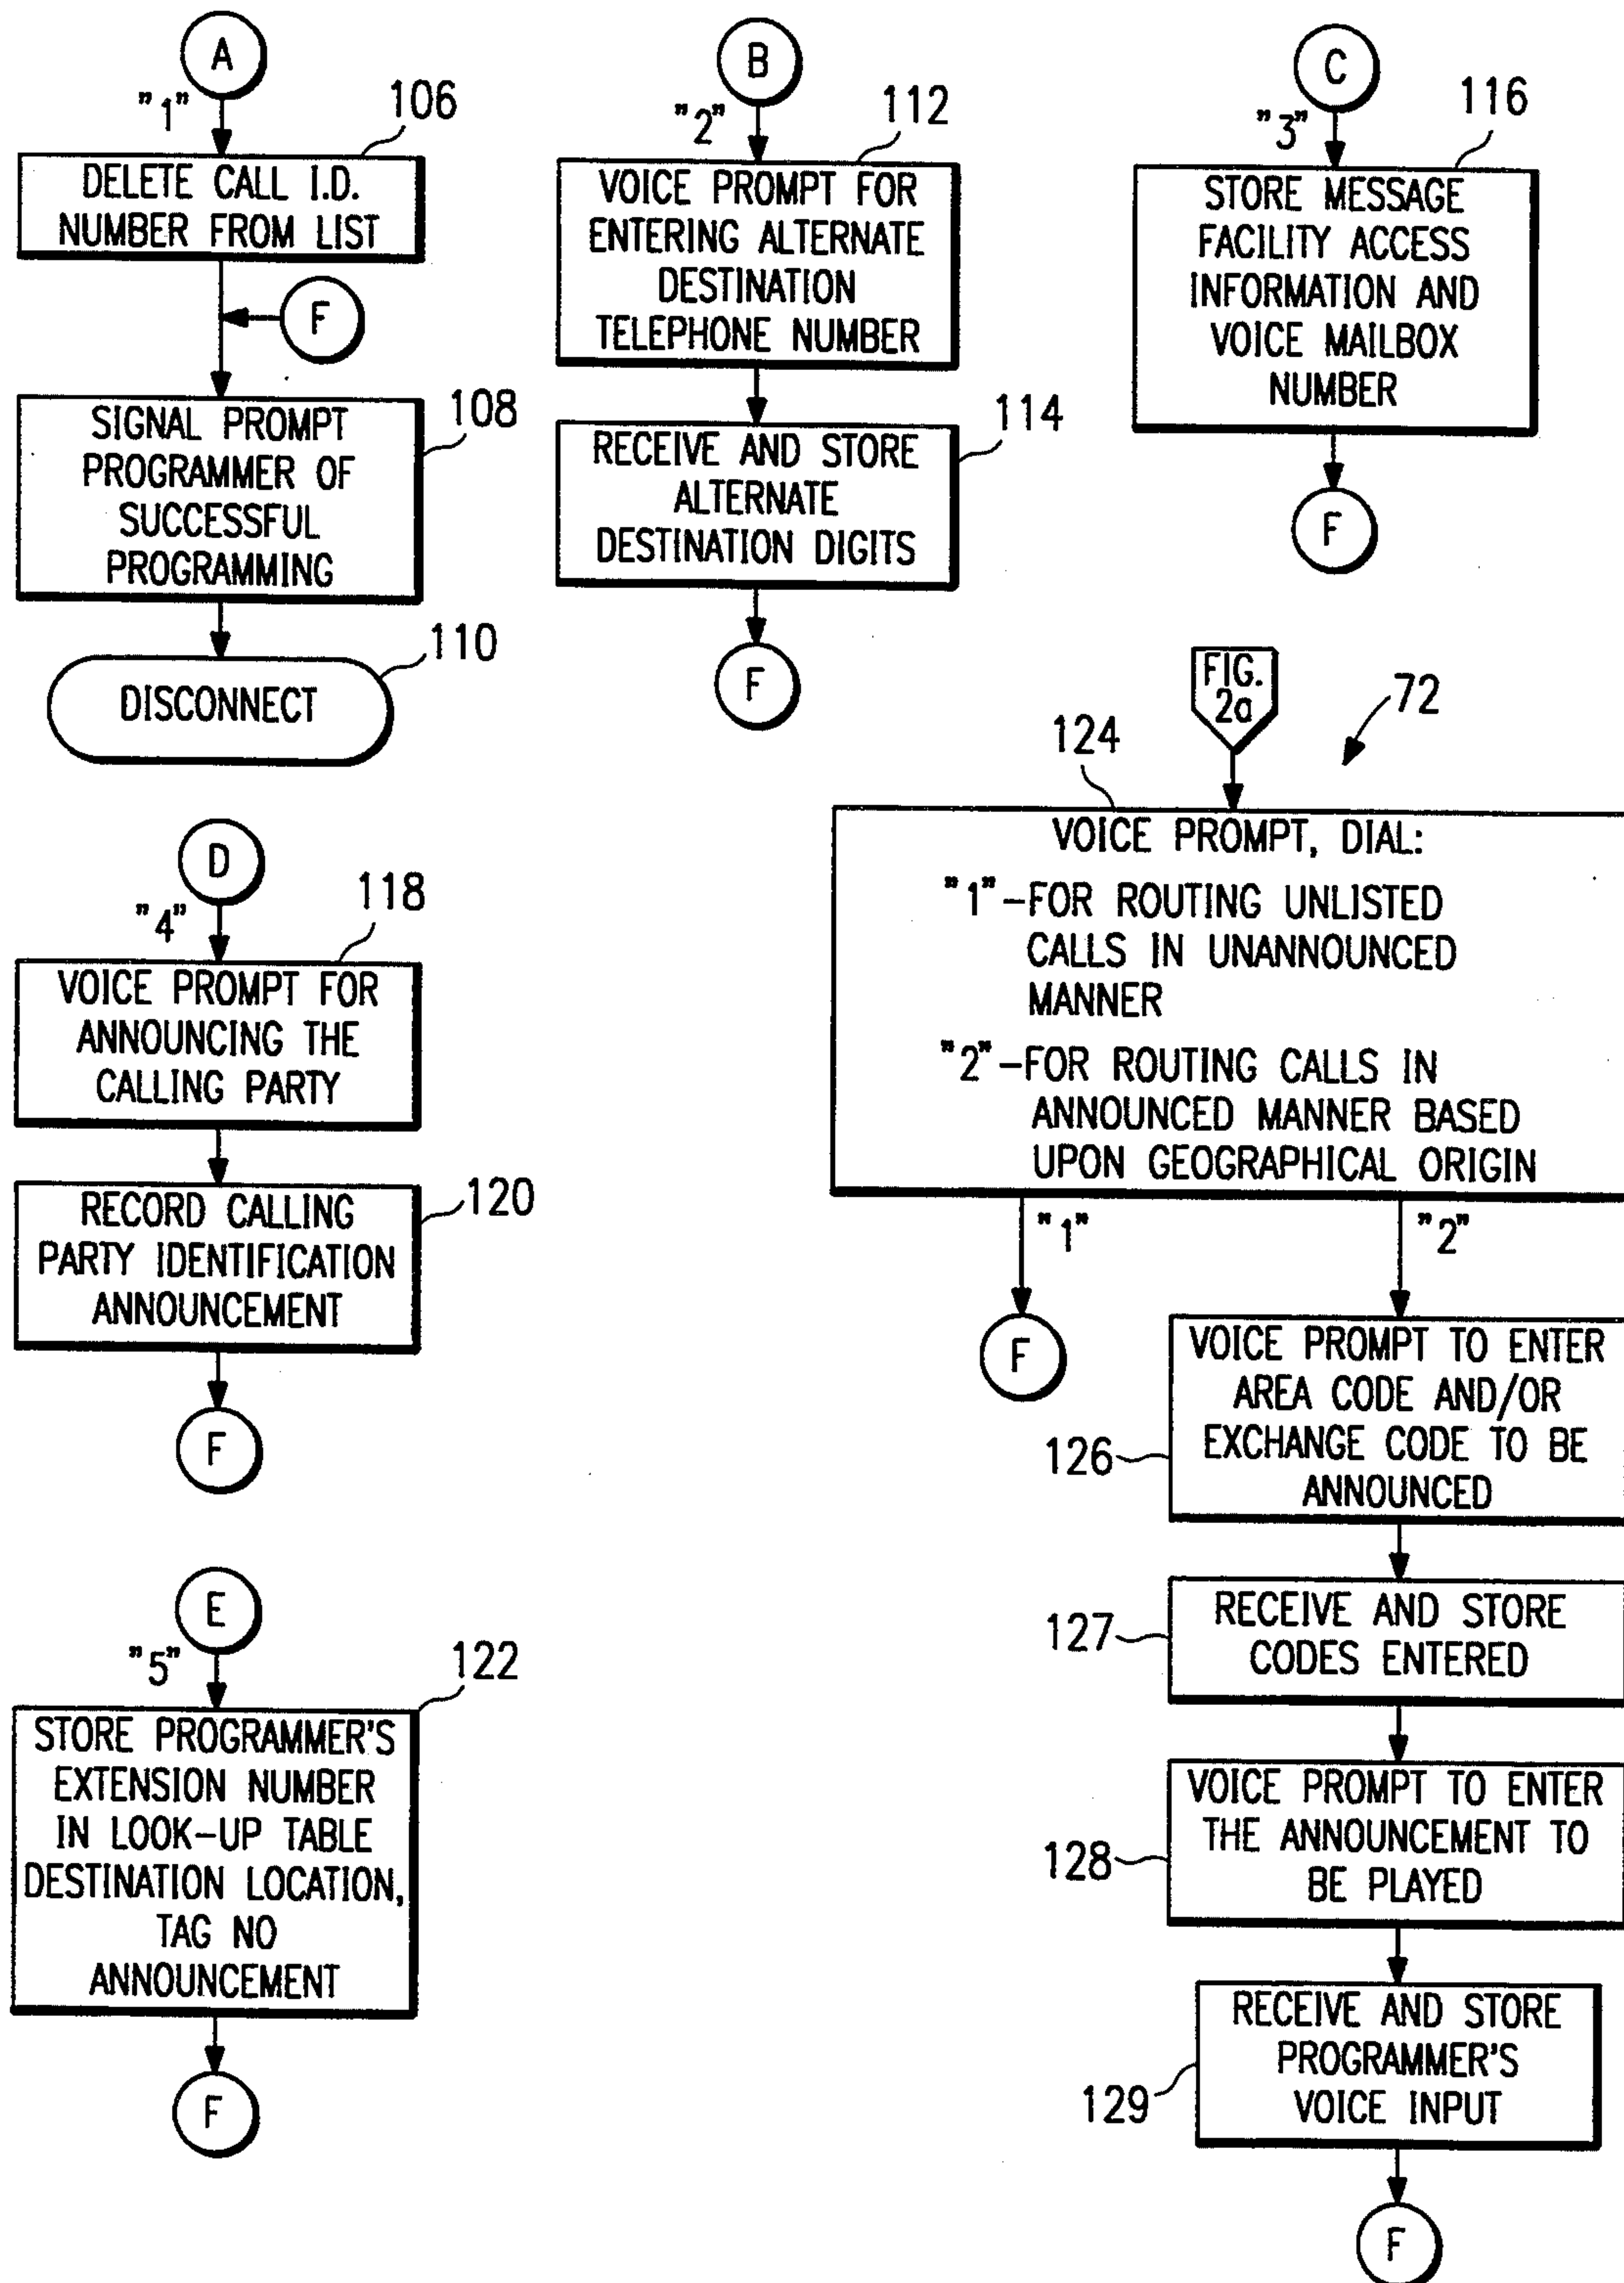 A
"1"
106
DELETE CALL I.D.
NUMBER FROM LIST
F
SIGNAL PROMPT
PROGRAMMER OF
SUCCESSFUL
PROGRAMMING
108
DISCONNECT
110
B
"2"
112
VOICE PROMPT FOR
ENTERING ALTERNATE
DESTINATION
TELEPHONE NUMBER
RECEIVE AND STORE
ALTERNATE
DESTINATION DIGITS
114
F
C
"3"
116
STORE MESSAGE
FACILITY ACCESS
INFORMATION AND
VOICE MAILBOX
NUMBER
F
D
"4"
118
VOICE PROMPT FOR
ANNOUNCING THE
CALLING PARTY
RECORD CALLING
PARTY IDENTIFICATION
ANNOUNCEMENT
120
F
E
"5"
122
STORE PROGRAMMER'S
EXTENSION NUMBER
IN LOOK-UP TABLE
DESTINATION LOCATION,
TAG NO
ANNOUNCEMENT
F
FIG.
2a
72
124
VOICE PROMPT, DIAL:
"1"-FOR ROUTING UNLISTED
CALLS IN UNANNOUNCED
MANNER
"2"-FOR ROUTING CALLS IN
ANNOUNCED MANNER BASED
UPON GEOGRAPHICAL ORIGIN
"1"
"2"
F
VOICE PROMPT TO ENTER
AREA CODE AND/OR
EXCHANGE CODE TO BE
ANNOUNCED
126
RECEIVE AND STORE
CODES ENTERED
127
VOICE PROMPT TO ENTER
THE ANNOUNCEMENT TO
BE PLAYED
128
RECEIVE AND STORE
PROGRAMMER'S
VOICE INPUT
129
F